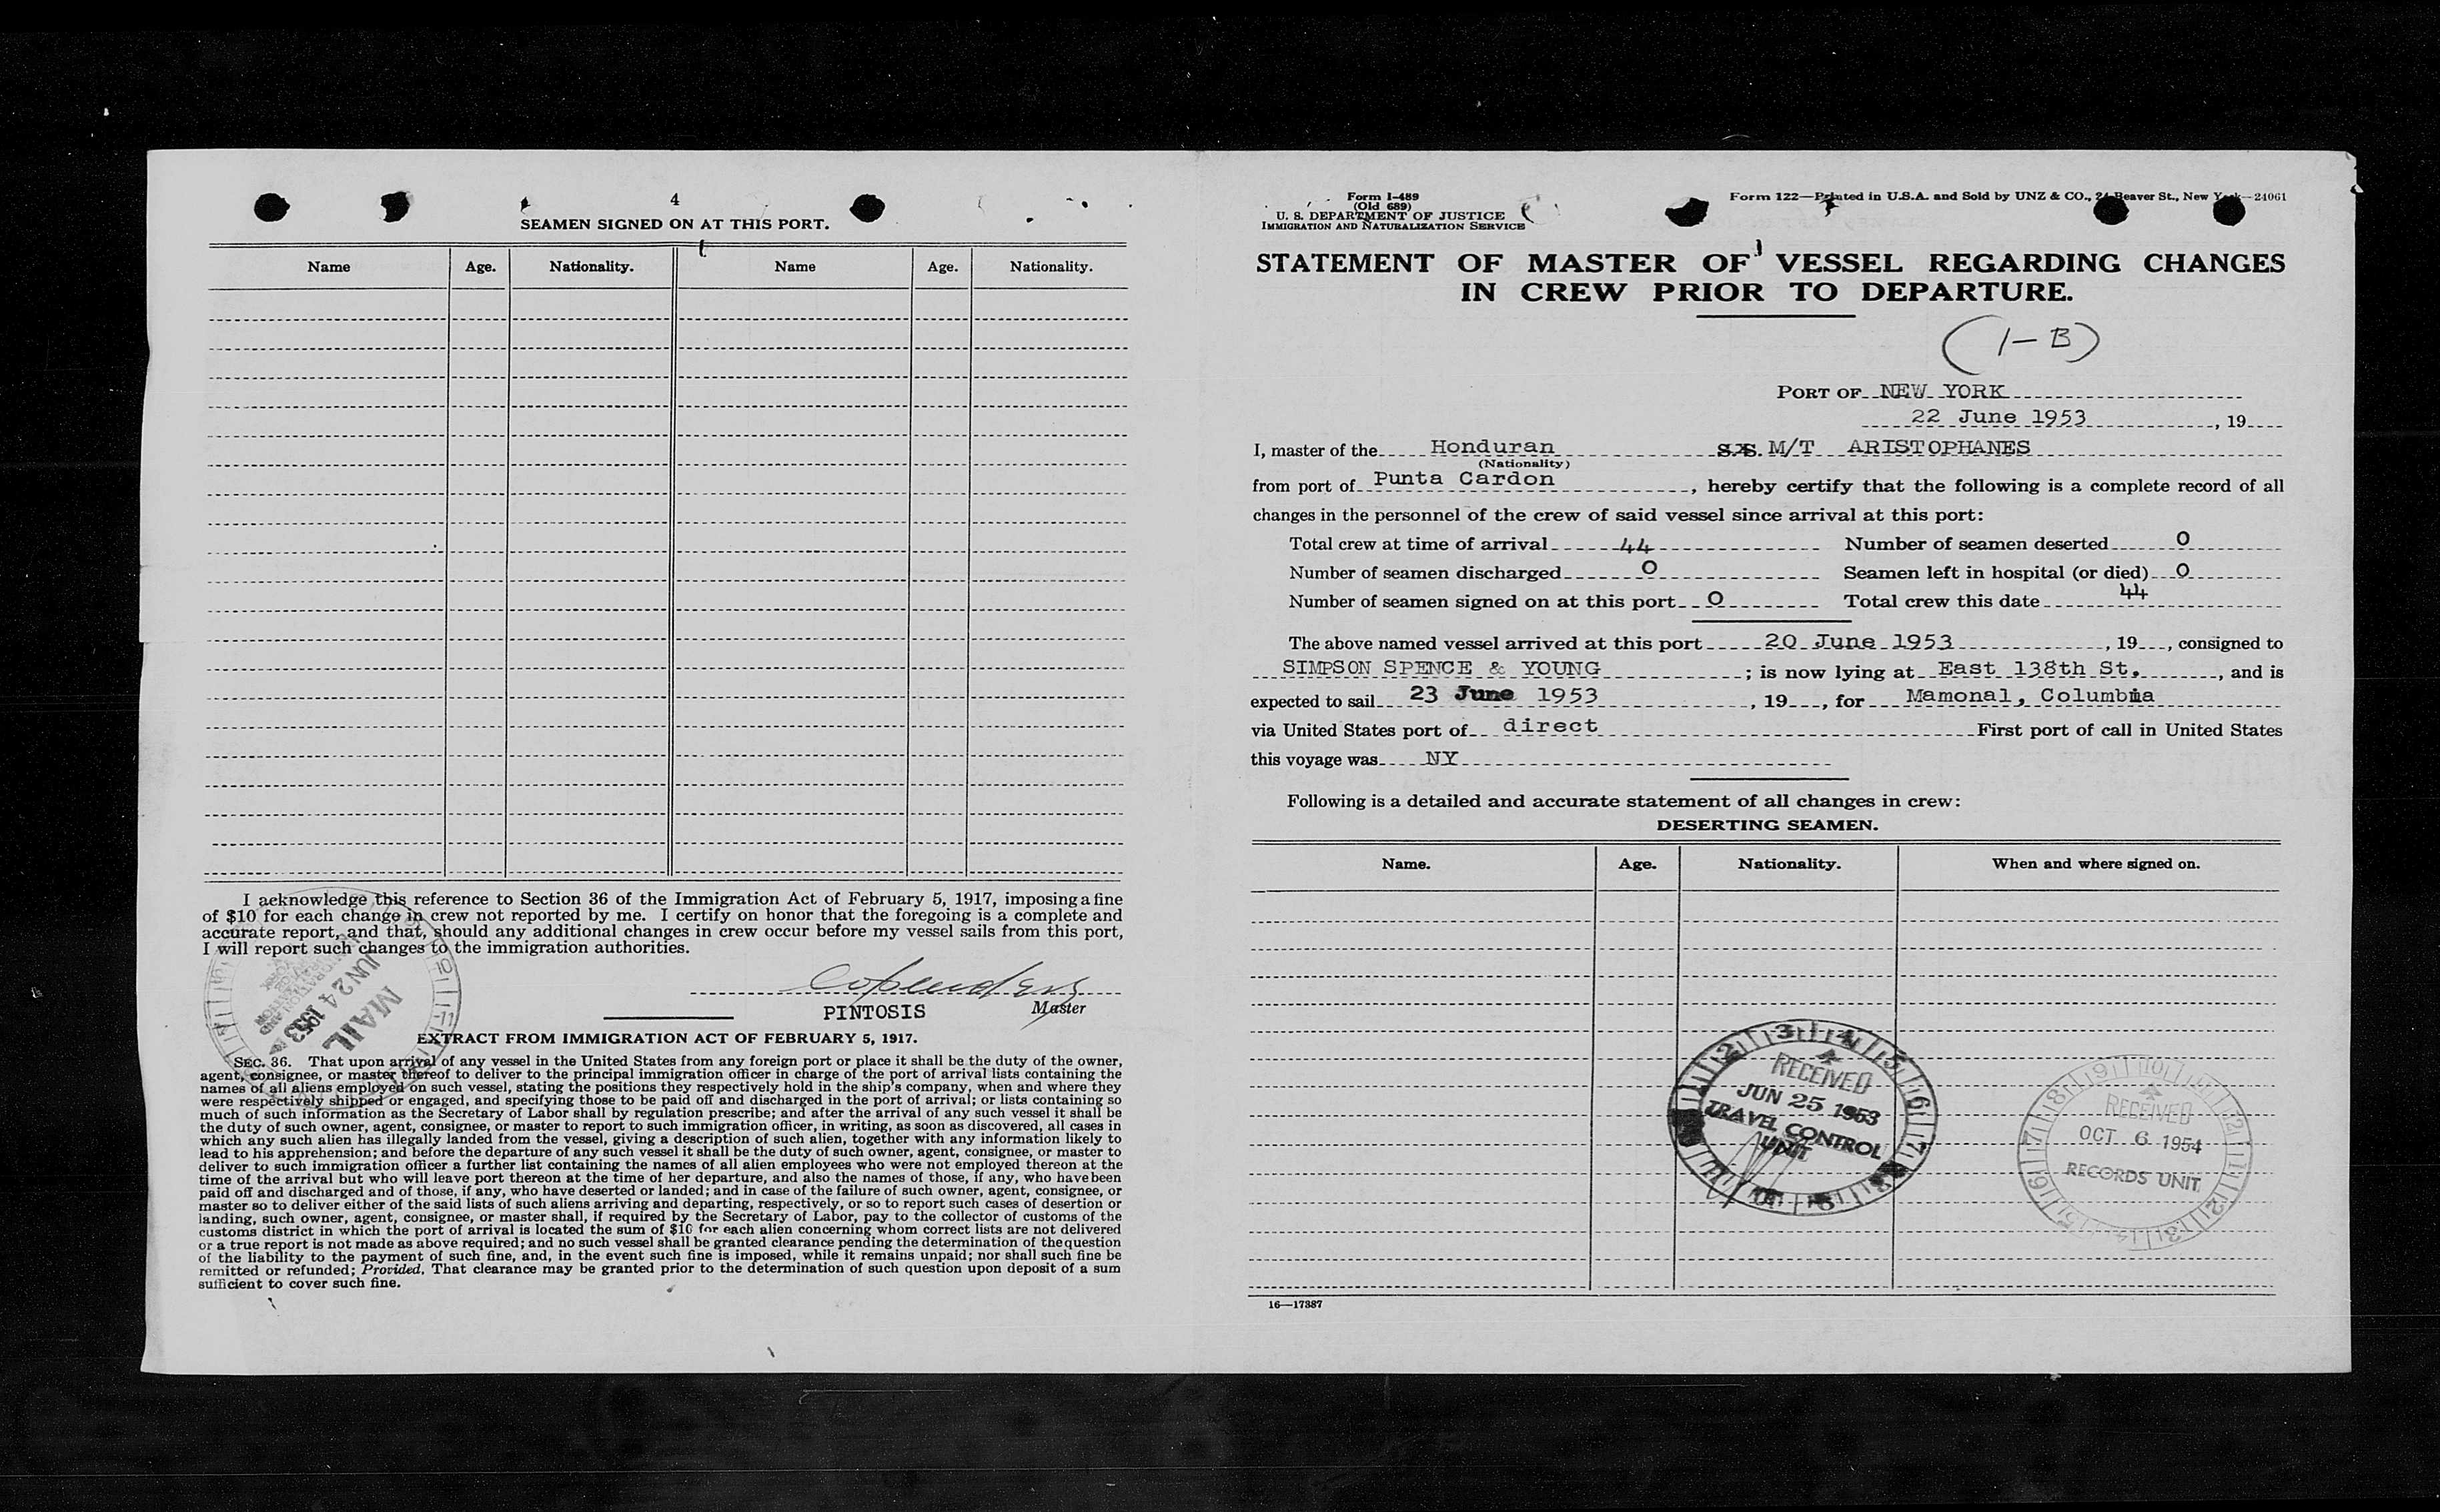 4
SEAMEN SIGNED ON AT THIS PORT.
Name Age. Nationality. Name Age. Nationality.
I acknowledge this reference to Section 36 of the Immigration Act of February 5, 1917, imposing a fine
of $10 for each change in crew not reported by me. I certify on honor that the foregoing is a complete and
accurate report, and that, should any additional changes in crew occur before my vessel sails from this port,
I will report such changes to the immigration authorities.
PINTOSIS Master
MAIL
JUN 24 1953
EXTRACT FROM IMMIGRATION ACT OF FEBRUARY 5, 1917.
SEC. 36. That upon arrival of any vessel in the United States from any foreign port or place it shall be the duty of the owner,
agent, consignee, or master thereof to deliver to the principal immigration officer in charge of the port of arrival lists containing the
names of all aliens employed on such vessel, stating the positions they respectively hold in the ship's company, when and where they
were respectively shipped or engaged, and specifying those to be paid off and discharged in the port of arrival; or lists containing so
much of such information as the Secretary of Labor shall by regulation prescribe; and after the arrival of any such vessel it shall be
the duty of such owner, agent, consignee, or master to report to such immigration officer, in writing, as soon as discovered, all cases in
which any such alien has illegally landed from the vessel, giving a description of such alien, together with any information likely to
lead to his apprehension; and before the departure of any such vessel it shall be the duty of such owner, agent, consignee, or master to
deliver to such immigration officer a further list containing the names of all alien employees who were not employed thereon at the
time of the arrival but who will leave port thereon at the time of her departure, and also the names of those, if any, who have been
paid off and discharged and of those, if any, who have deserted or landed; and in case of the failure of such owner, agent, consignee, or
master so to deliver either of the said lists of such aliens arriving and departing, respectively, or so to report such cases of desertion or
landing, such owner, agent, consignee, or master shall, if required by the Secretary of Labor, pay to the collector of customs of the
customs district in which the port of arrival is located the sum of $10 for each alien concerning whom correct lists are not delivered
or a true report is not made as above required; and no such vessel shall be granted clearance pending the determination of the question
of the liability to the payment of such fine, and, in the event such fine is imposed, while it remains unpaid; nor shall such fine be
remitted or refunded; Provided, That clearance may be granted prior to the determination of such question upon deposit of a sum
sufficient to cover such fine.
Form I-489
(Old 689)
U. S. DEPARTMENT OF JUSTICE
IMMIGRATION AND NATURALIZATION SERVICE
Form 122—Printed in U.S.A. and Sold by UNZ & CO., 24 Beaver St., New York—24061
STATEMENT OF MASTER OF VESSEL REGARDING CHANGES
IN CREW PRIOR TO DEPARTURE.
(1-B)
PORT OF NEW YORK
22 June 1953, 19
I, master of the Honduran S.S. M/T ARISTOPHANES
(Nationality)
from port of Punta Cardon, hereby certify that the following is a complete record of all
changes in the personnel of the crew of said vessel since arrival at this port:
Total crew at time of arrival 44 Number of seamen deserted 0
Number of seamen discharged 0 Seamen left in hospital (or died) 0
Number of seamen signed on at this port 0 Total crew this date 44
The above named vessel arrived at this port 20 June 1953, 19, consigned to
SIMPSON SPENCE & YOUNG; is now lying at East 138th St., and is
expected to sail 23 June 1953, 19, for Mamonal, Columbia
via United States port of direct First port of call in United States
this voyage was NY
Following is a detailed and accurate statement of all changes in crew:
DESERTING SEAMEN.
Name. Age. Nationality. When and where signed on.
RECEIVED
JUN 25 1953
TRAVEL CONTROL
UNIT
RECEIVED
OCT 6 1954
RECORDS UNIT
16—17387